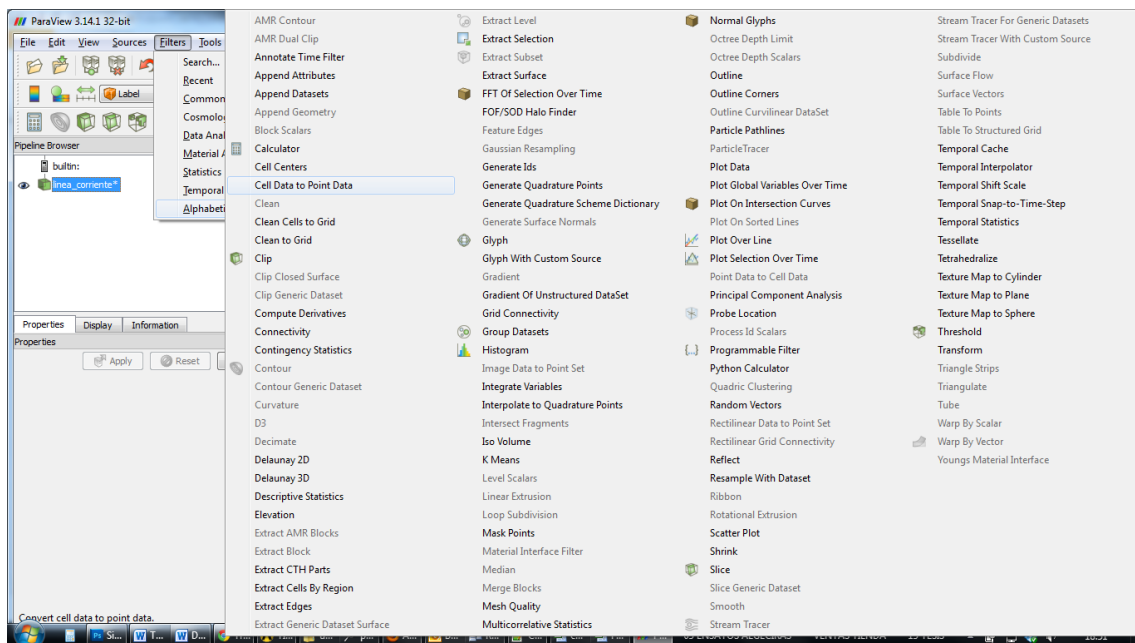 ParaView 3.14.1 32-bit
File Edit View Sources Filters Tools
Label
Pipeline Browser
builtin:
linea_corriente*
Properties Display Information
Properties
Apply Reset
Convert cell data to point data.
Search...
Recent
Common
Cosmolo
Data Anal
Material A
Statistics
Temporal
Alphabeti
AMR Contour
AMR Dual Clip
Annotate Time Filter
Append Attributes
Append Datasets
Append Geometry
Block Scalars
Calculator
Cell Centers
Cell Data to Point Data
Clean
Clean Cells to Grid
Clean to Grid
Clip
Clip Closed Surface
Clip Generic Dataset
Compute Derivatives
Connectivity
Contingency Statistics
Contour
Contour Generic Dataset
Curvature
D3
Decimate
Delaunay 2D
Delaunay 3D
Descriptive Statistics
Elevation
Extract AMR Blocks
Extract Block
Extract CTH Parts
Extract Cells By Region
Extract Edges
Extract Generic Dataset Surface
Extract Level
Extract Selection
Extract Subset
Extract Surface
FFT Of Selection Over Time
FOF/SOD Halo Finder
Feature Edges
Gaussian Resampling
Generate Ids
Generate Quadrature Points
Generate Quadrature Scheme Dictionary
Generate Surface Normals
Glyph
Glyph With Custom Source
Gradient
Gradient Of Unstructured DataSet
Grid Connectivity
Group Datasets
Histogram
Image Data to Point Set
Integrate Variables
Interpolate to Quadrature Points
Intersect Fragments
Iso Volume
K Means
Level Scalars
Linear Extrusion
Loop Subdivision
Mask Points
Material Interface Filter
Median
Merge Blocks
Mesh Quality
Multicorrelative Statistics
Normal Glyphs
Octree Depth Limit
Octree Depth Scalars
Outline
Outline Corners
Outline Curvilinear DataSet
Particle Pathlines
ParticleTracer
Plot Data
Plot Global Variables Over Time
Plot On Intersection Curves
Plot On Sorted Lines
Plot Over Line
Plot Selection Over Time
Point Data to Cell Data
Principal Component Analysis
Probe Location
Process Id Scalars
Programmable Filter
Python Calculator
Quadric Clustering
Random Vectors
Rectilinear Data to Point Set
Rectilinear Grid Connectivity
Reflect
Resample With Dataset
Ribbon
Rotational Extrusion
Scatter Plot
Shrink
Slice
Slice Generic Dataset
Smooth
Stream Tracer
Stream Tracer For Generic Datasets
Stream Tracer With Custom Source
Subdivide
Surface Flow
Surface Vectors
Table To Points
Table To Structured Grid
Temporal Cache
Temporal Interpolator
Temporal Shift Scale
Temporal Snap-to-Time-Step
Temporal Statistics
Tessellate
Tetrahedralize
Texture Map to Cylinder
Texture Map to Plane
Texture Map to Sphere
Threshold
Transform
Triangle Strips
Triangulate
Tube
Warp By Scalar
Warp By Vector
Youngs Material Interface
Si... T... D...